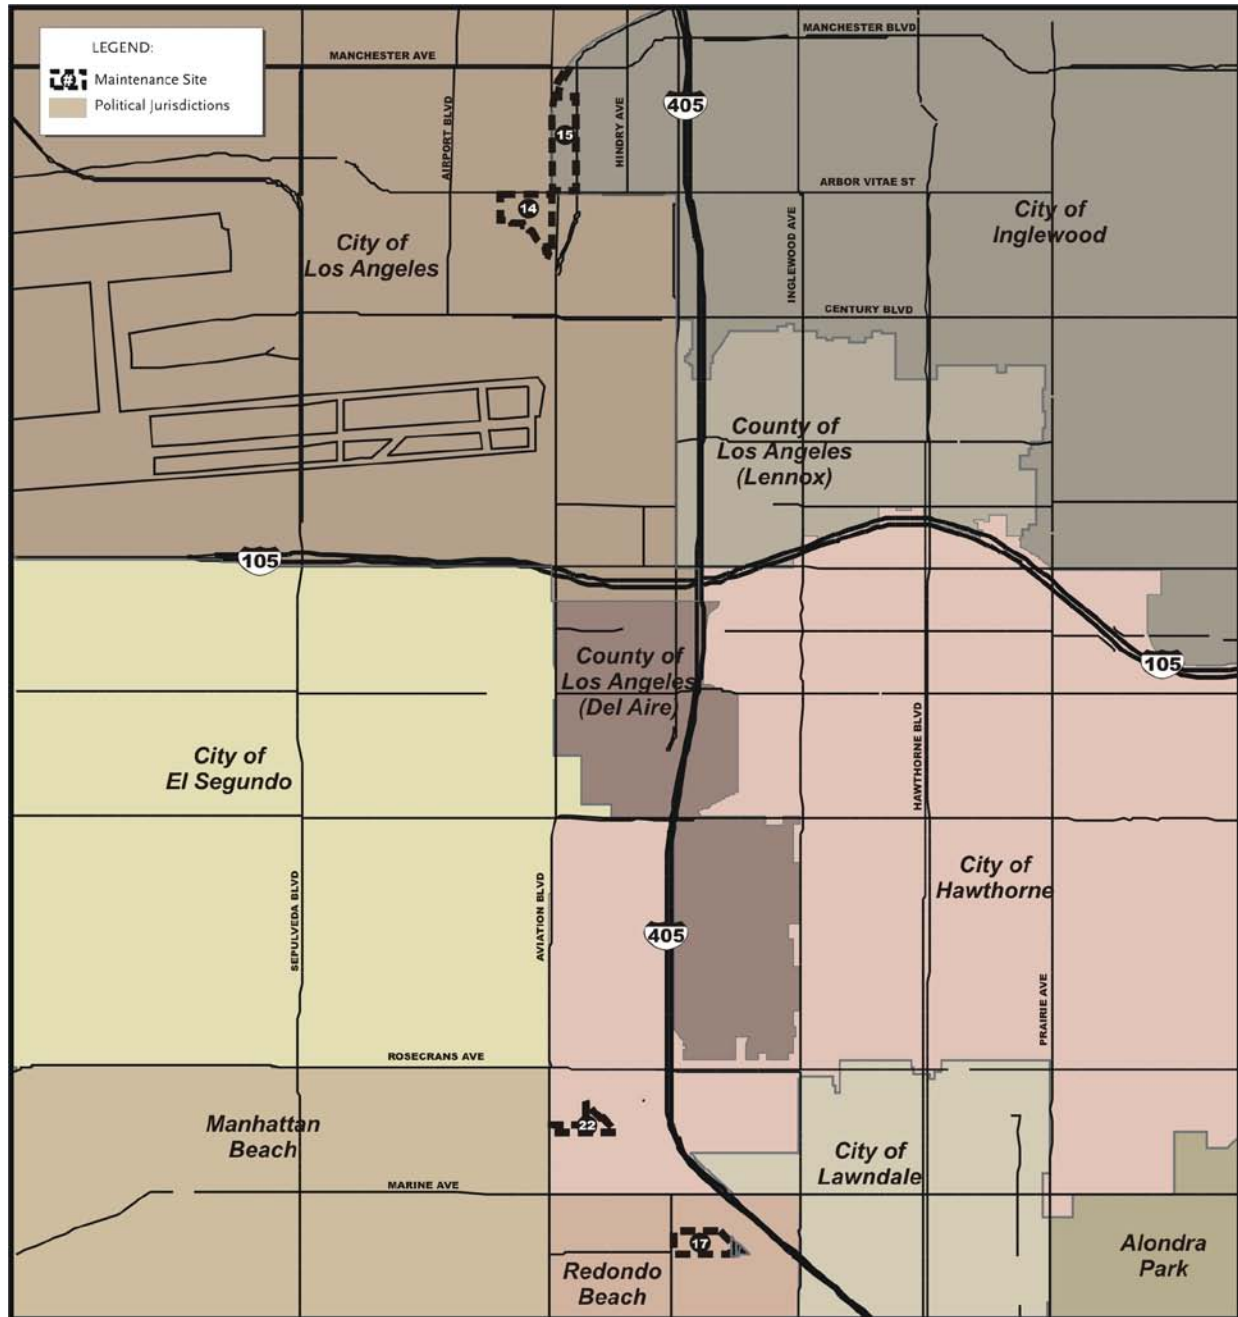 LEGEND:
# Maintenance Site
Political Jurisdictions
MANCHESTER AVE
MANCHESTER BLVD
405
15
AIRPORT BLVD
HINDRY AVE
ARBOR VITAE ST
14
City of
Los Angeles
City of
Inglewood
INGLEWOOD AVE
CENTURY BLVD
County of
Los Angeles
(Lennox)
105
County of
Los Angeles
(Del Aire)
105
City of
El Segundo
HAWTHORNE BLVD
City of
Hawthorne
SEPULVEDA BLVD
AVIATION BLVD
405
PRAIRIE AVE
ROSECRANS AVE
Manhattan
Beach
22
City of
Lawndale
MARINE AVE
17
Redondo
Beach
Alondra
Park